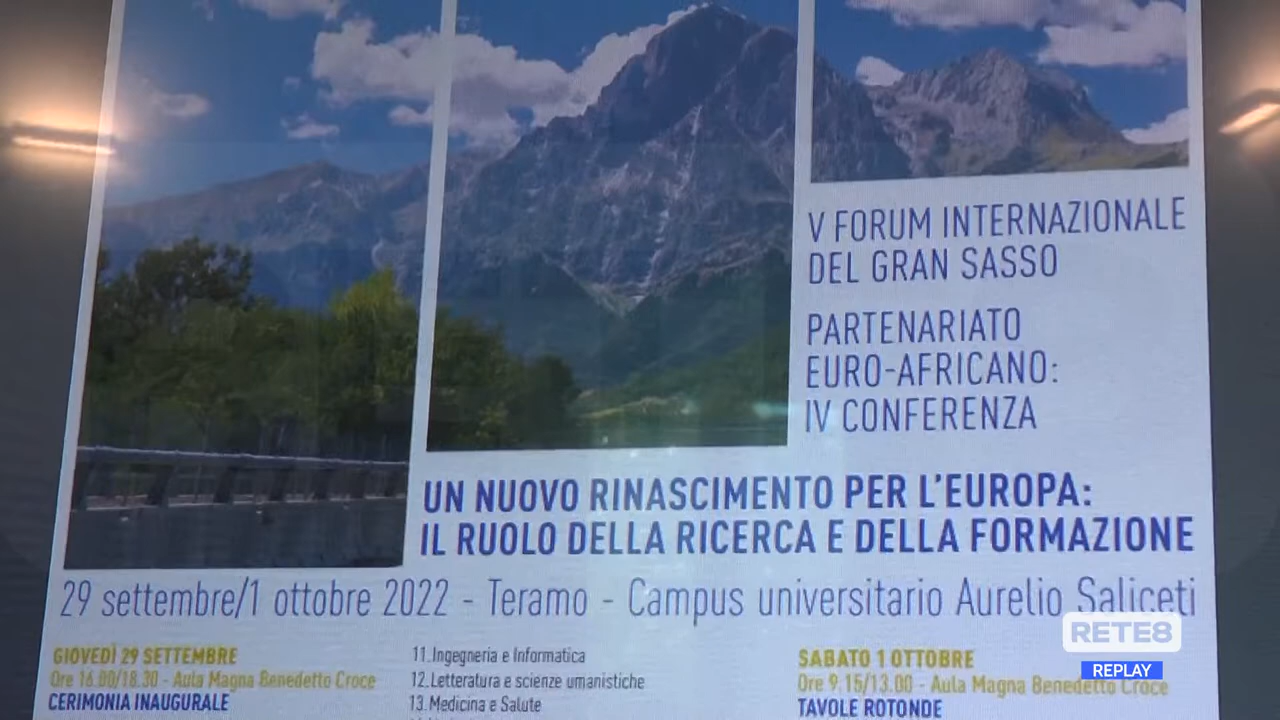 V FORUM INTERNAZIONALE
DEL GRAN SASSO
PARTENARIATO
EURO-AFRICANO:
IV CONFERENZA
UN NUOVO RINASCIMENTO PER L'EUROPA:
IL RUOLO DELLA RICERCA E DELLA FORMAZIONE
29 settembre/1 ottobre 2022 - Teramo - Campus universitario Aurelio Saliceti
GIOVEDÌ 29 SETTEMBRE
Ore 16.00/18.30 - Aula Magna Benedetto Croce
CERIMONIA INAUGURALE
11.Ingegneria e Informatica
12.Letteratura e scienze umanistiche
13.Medicina e Salute
SABATO 1 OTTOBRE
Ore 9.15/13.00 - Aula Magna Benedetto Croce
TAVOLE ROTONDE
RETE8
REPLAY